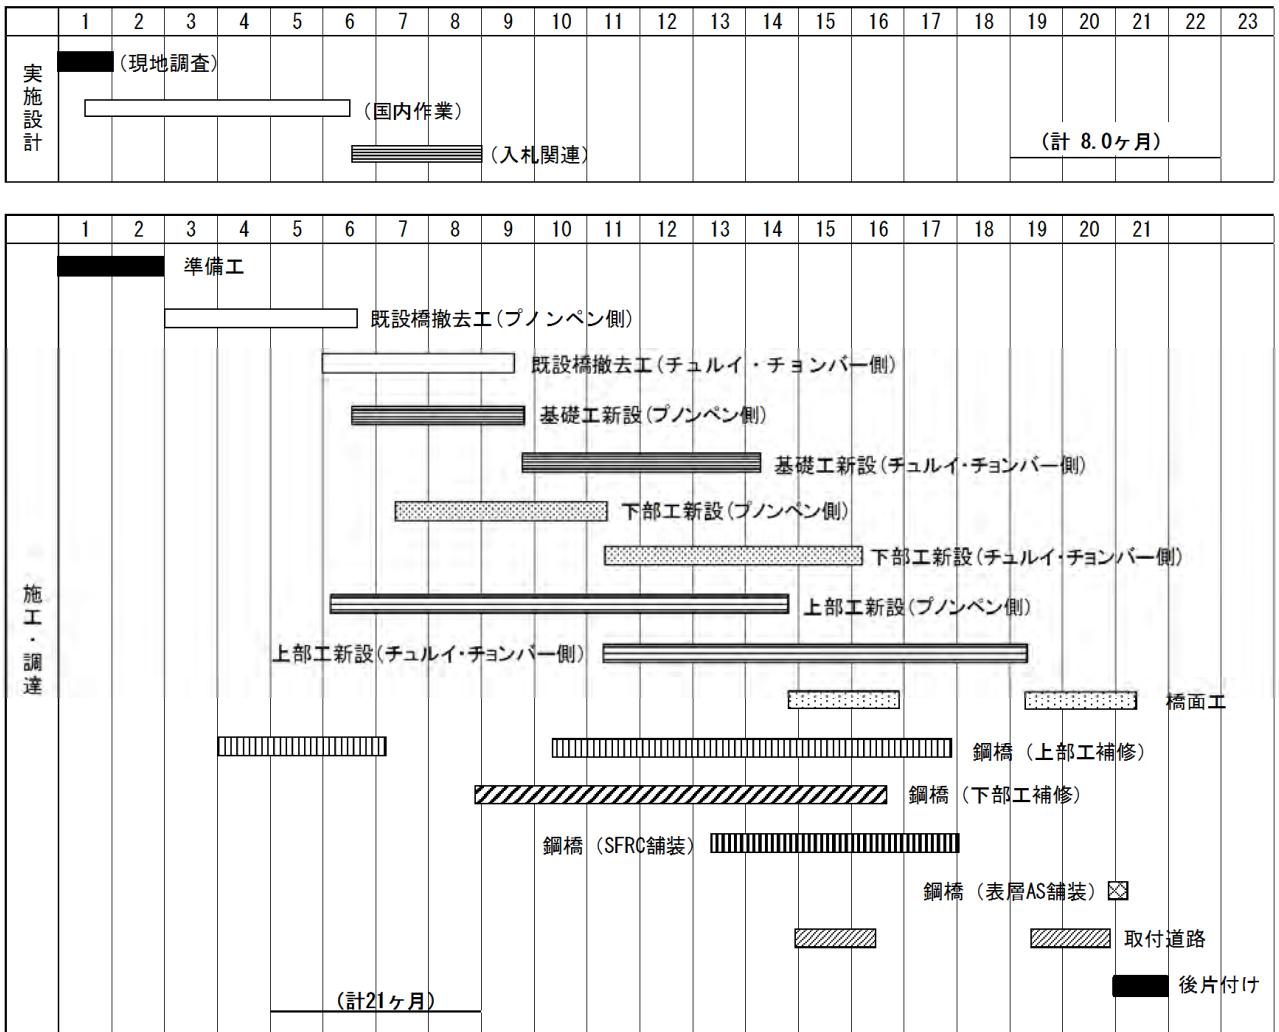 1 2 3 4 5 6 7 8 9 10 11 12 13 14 15 16 17 18 19 20 21 22 23
実施設計
(現地調査)
(国内作業)
(計 8.0ヶ月)
(入札関連)
1 2 3 4 5 6 7 8 9 10 11 12 13 14 15 16 17 18 19 20 21
施工・調達
準備工
既設橋撤去工(プノンペン側)
既設橋撤去工(チュルイ・チョンバー側)
基礎工新設(プノンペン側)
基礎工新設(チュルイ・チョンバー側)
下部工新設(プノンペン側)
下部工新設(チュルイ・チョンバー側)
上部工新設(プノンペン側)
上部工新設(チュルイ・チョンバー側)
橋面工
鋼橋(上部工補修)
鋼橋(下部工補修)
鋼橋(SFRC舗装)
鋼橋(表層AS舗装)
取付道路
後片付け
(計21ヶ月)